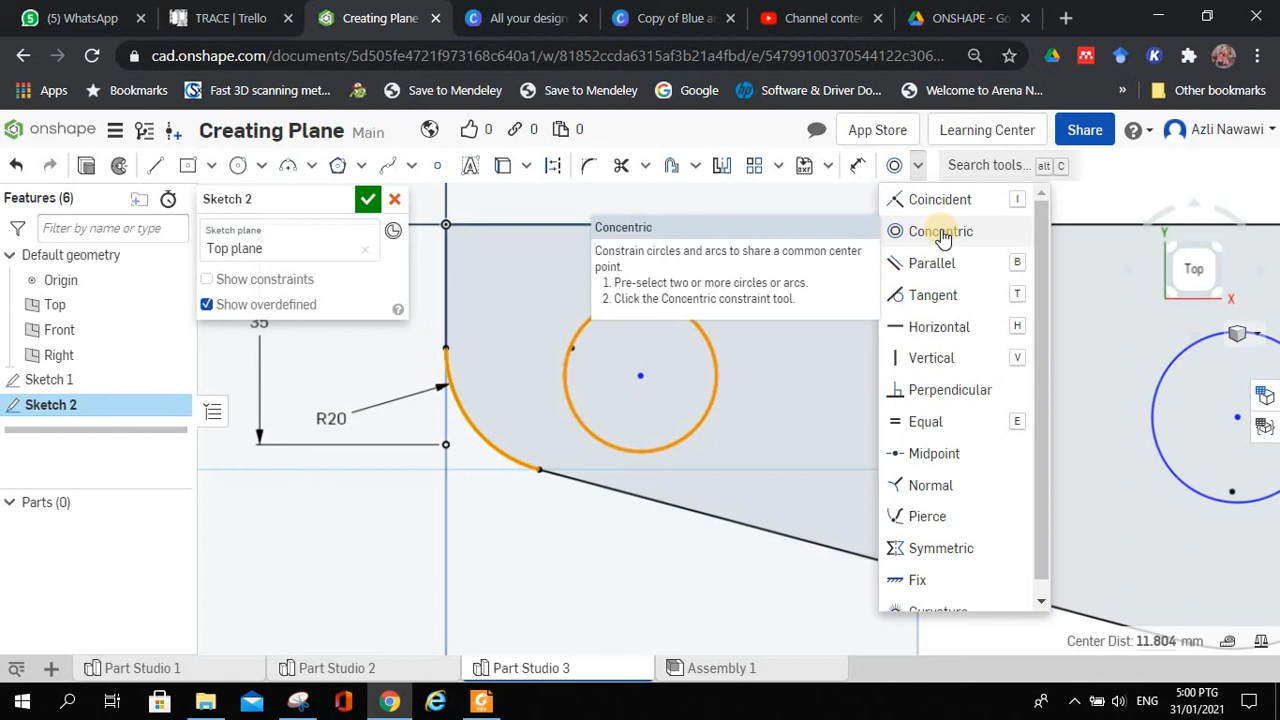 (5) WhatsApp
TRACE | Trello
Creating Plane
All your design
Copy of Blue a
Channel conte
ONSHAPE - Go
cad.onshape.com/documents/5d505fe4721f973168c640a1/w/81852ccda6315af3b21a4fbd/e/54799100370544122c306...
Apps
Bookmarks
Fast 3D scanning met...
Save to Mendeley
Save to Mendeley
Google
Software & Driver Do...
Welcome to Arena N...
»
Other bookmarks
onshape
Creating Plane
Main
0
0
0
App Store
Learning Center
Share
Azli Nawawi
Search tools...
alt
C
Features (6)
Filter by name or type
Default geometry
Origin
Top
Front
Right
Sketch 1
Sketch 2
Parts (0)
Sketch 2
Sketch plane
Top plane
Show constraints
Show overdefined
35
R20
Concentric
Constrain circles and arcs to share a common center
point.
1. Pre-select two or more circles or arcs.
2. Click the Concentric constraint tool.
Coincident I
Concentric
Parallel B
Tangent T
Horizontal H
Vertical V
Perpendicular
Equal E
Midpoint
Normal
Pierce
Symmetric
Fix
Curvature
Y
Top
X
Center Dist: 11.804 mm
Part Studio 1
Part Studio 2
Part Studio 3
Assembly 1
ENG
5:00 PTG
31/01/2021